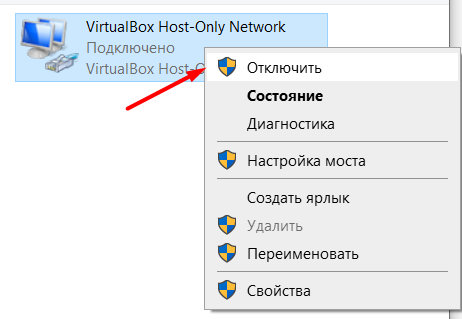 VirtualBox Host-Only Network
Подключено
VirtualBox Host-O
Отключить
Состояние
Диагностика
Настройка моста
Создать ярлык
Удалить
Переименовать
Свойства